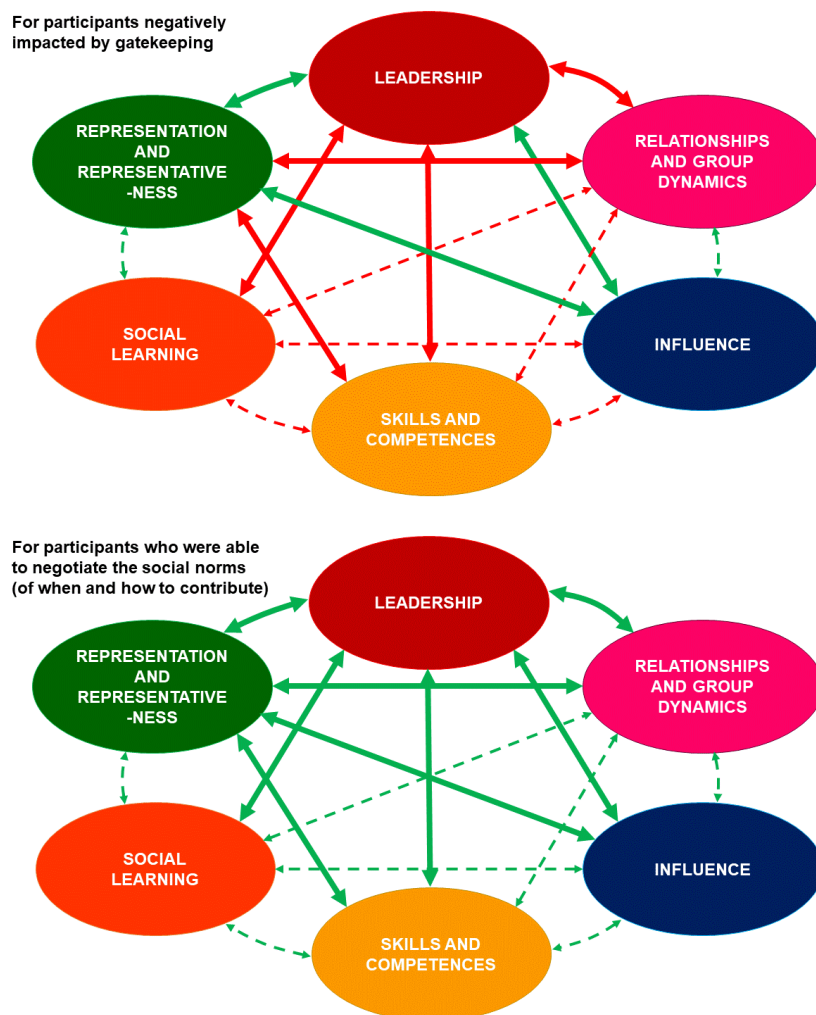 For participants negatively
impacted by gatekeeping
LEADERSHIP
REPRESENTATION
AND
REPRESENTATIVE
-NESS
RELATIONSHIPS
AND GROUP
DYNAMICS
SOCIAL
LEARNING
INFLUENCE
SKILLS AND
COMPETENCES
For participants who were able
to negotiate the social norms
(of when and how to contribute)
LEADERSHIP
REPRESENTATION
AND
REPRESENTATIVE
-NESS
RELATIONSHIPS
AND GROUP
DYNAMICS
SOCIAL
LEARNING
INFLUENCE
SKILLS AND
COMPETENCES